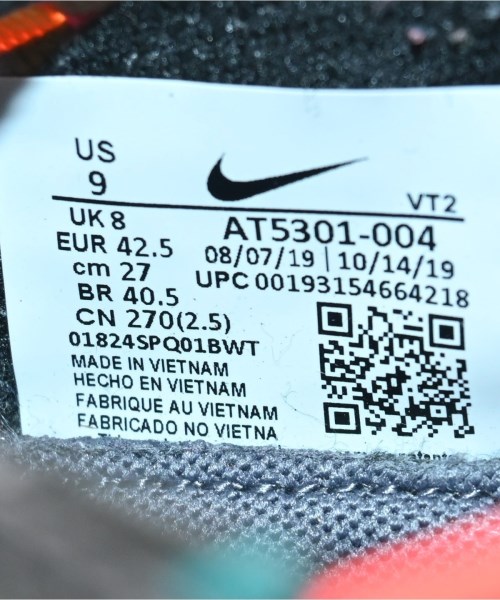 US
9
VT2
UK 8
AT5301-004
EUR 42.5
08/07/19 | 10/14/19
cm 27
UPC 00193154664218
BR 40.5
CN 270(2.5)
01824SPQ01BWT
MADE IN VIETNAM
HECHO EN VIETNAM
FABRIQUE AU VIETNAM
FABRICADO NO VIETNA